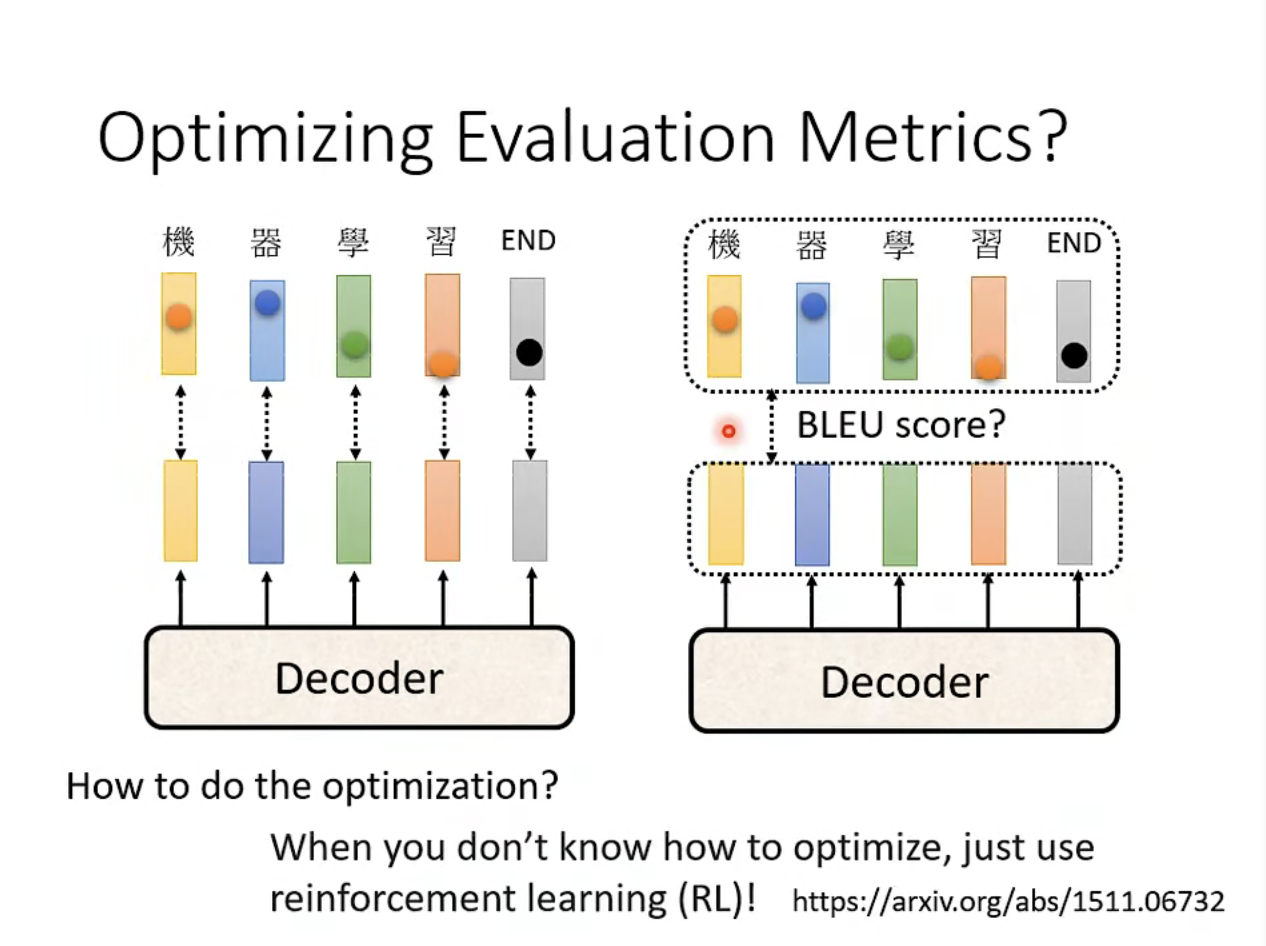 Optimizing Evaluation Metrics?
機 器 學 習 END
機 器 學 習 END
BLEU score?
Decoder
Decoder
How to do the optimization?
When you don’t know how to optimize, just use
reinforcement learning (RL)! https://arxiv.org/abs/1511.06732